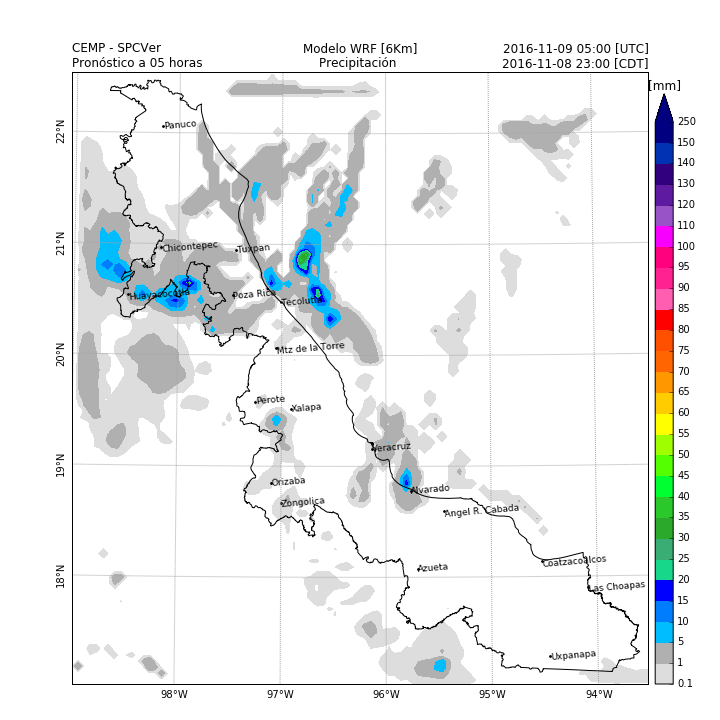 CEMP - SPCVer
Modelo WRF [6Km]
2016-11-09 05:00 [UTC]
Pronóstico a 05 horas
Precipitación
2016-11-08 23:00 [CDT]
[mm]
250
150
140
130
120
110
100
95
90
85
80
75
70
65
60
55
50
45
40
35
30
25
20
15
10
5
1
0.1
22°N
21°N
20°N
19°N
18°N
98°W
97°W
96°W
95°W
94°W
Panuco
Chicontepec
Tuxpan
Huayacocotla
Poza Rica
Tecolutla
Mtz de la Torre
Perote
Xalapa
Veracruz
Orizaba
Zongolica
Alvarado
Angel R. Cabada
Coatzacoalcos
Azueta
Las Choapas
Uxpanapa